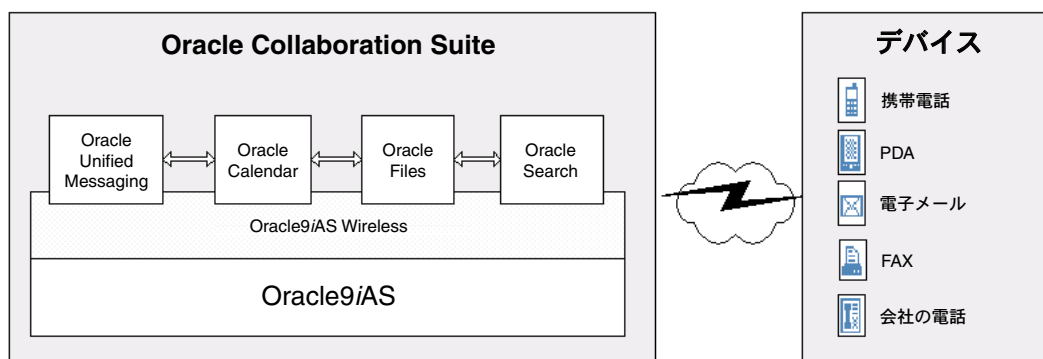 Oracle Collaboration Suite
Oracle
Unified
Messaging
Oracle
Calendar
Oracle
Files
Oracle
Search
Oracle9iAS Wireless
Oracle9iAS
デバイス
携帯電話
PDA
電子メール
FAX
会社の電話